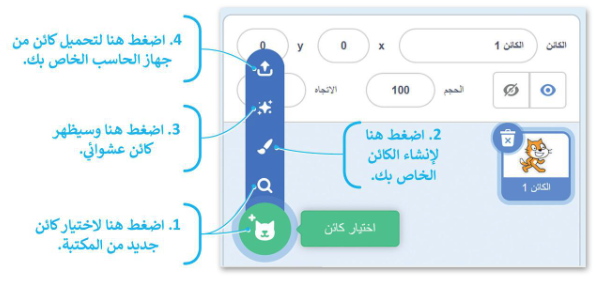 4. اضغط هنا لتحميل كائن من
جهاز الحاسب الخاص بك.
3. اضغط هنا وسيظهر
كائن عشوائي.
2. اضغط هنا
لإنشاء الكائن
الخاص بك.
1. اضغط هنا لاختيار كائن
جديد من المكتبة.
الكائن الكائن 1 x 0 y 0
الحجم 100 الاتجاه
الكائن 1
اختيار كائن